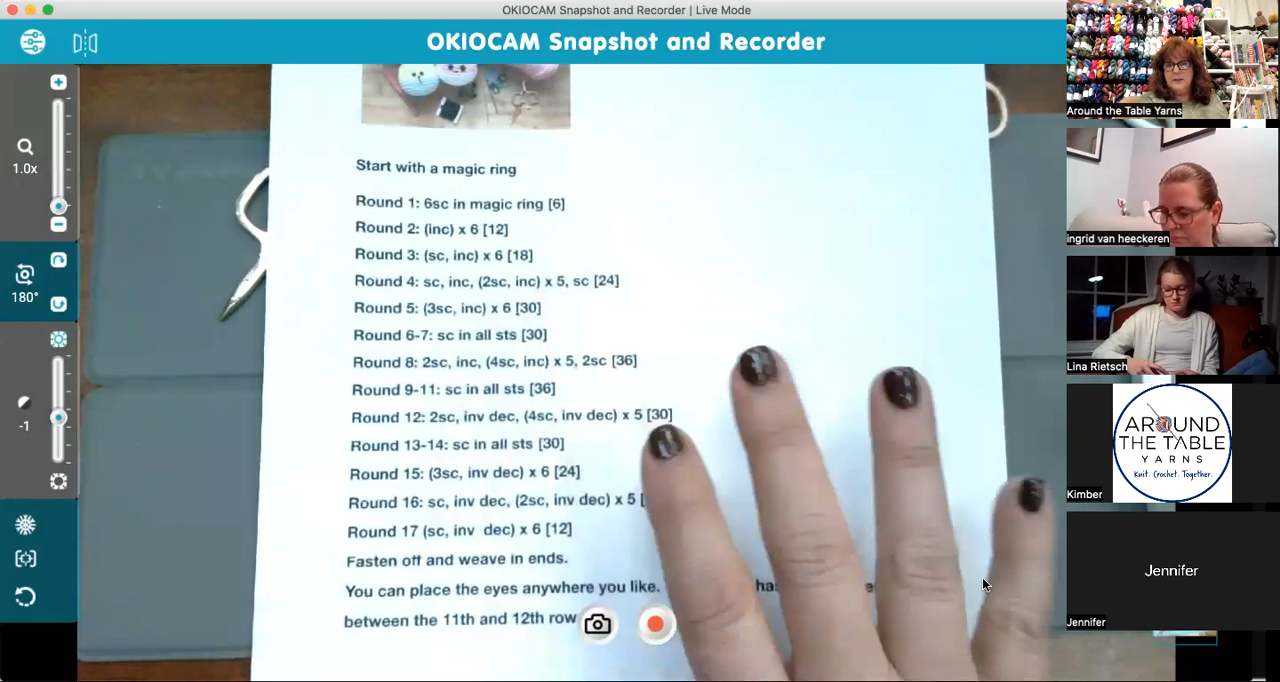 OKIOCAM Snapshot and Recorder | Live Mode
OKIOCAM Snapshot and Recorder
1.0x
180°
-1
Start with a magic ring
Round 1: 6sc in magic ring [6]
Round 2: (inc) x 6 [12]
Round 3: (sc, inc) x 6 [18]
Round 4: sc, inc, (2sc, inc) x 5, sc [24]
Round 5: (3sc, inc) x 6 [30]
Round 6-7: sc in all sts [30]
Round 8: 2sc, inc, (4sc, inc) x 5, 2sc [36]
Round 9-11: sc in all sts [36]
Round 12: 2sc, inv dec, (4sc, inv dec) x 5 [30]
Round 13-14: sc in all sts [30]
Round 15: (3sc, inv dec) x 6 [24]
Round 16: sc, inv dec, (2sc, inv dec) x 5 [
Round 17 (sc, inv dec) x 6 [12]
Fasten off and weave in ends.
You can place the eyes anywhere you like.
between the 11th and 12th row
Around the Table Yarns
ingrid van heeckeren
Lina Rietsch
AROUND
THE TABLE
YARNS
Knit. Crochet. Together.
Kimber
Jennifer
Jennifer